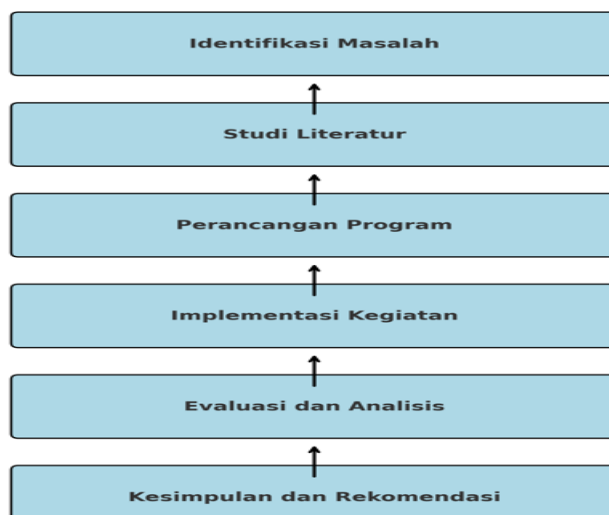 Identifikasi Masalah
Studi Literatur
Perancangan Program
Implementasi Kegiatan
Evaluasi dan Analisis
Kesimpulan dan Rekomendasi